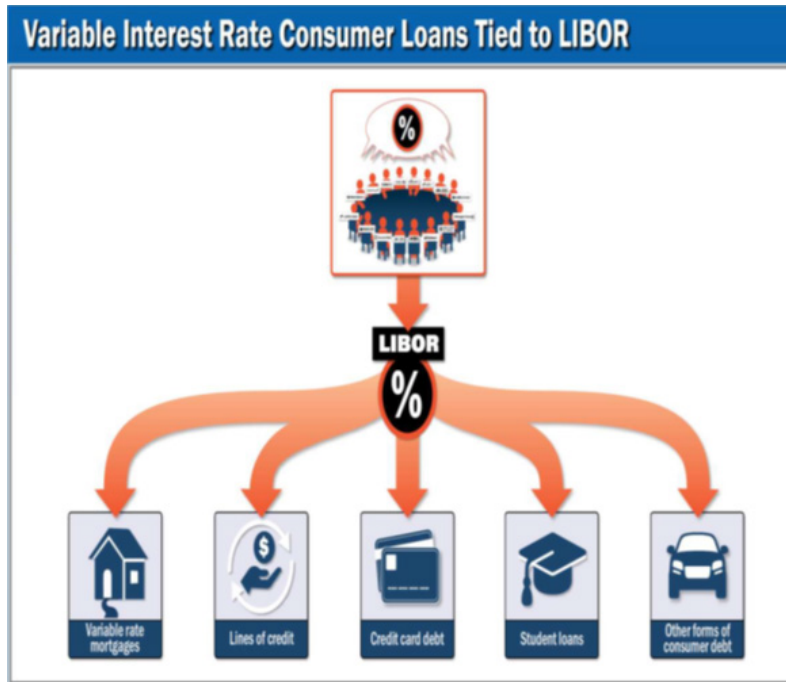 Variable Interest Rate Consumer Loans Tied to LIBOR
%
LIBOR
%
$
Variable rate
mortgages
Lines of credit
Credit card debt
Student loans
Other forms of
consumer debt